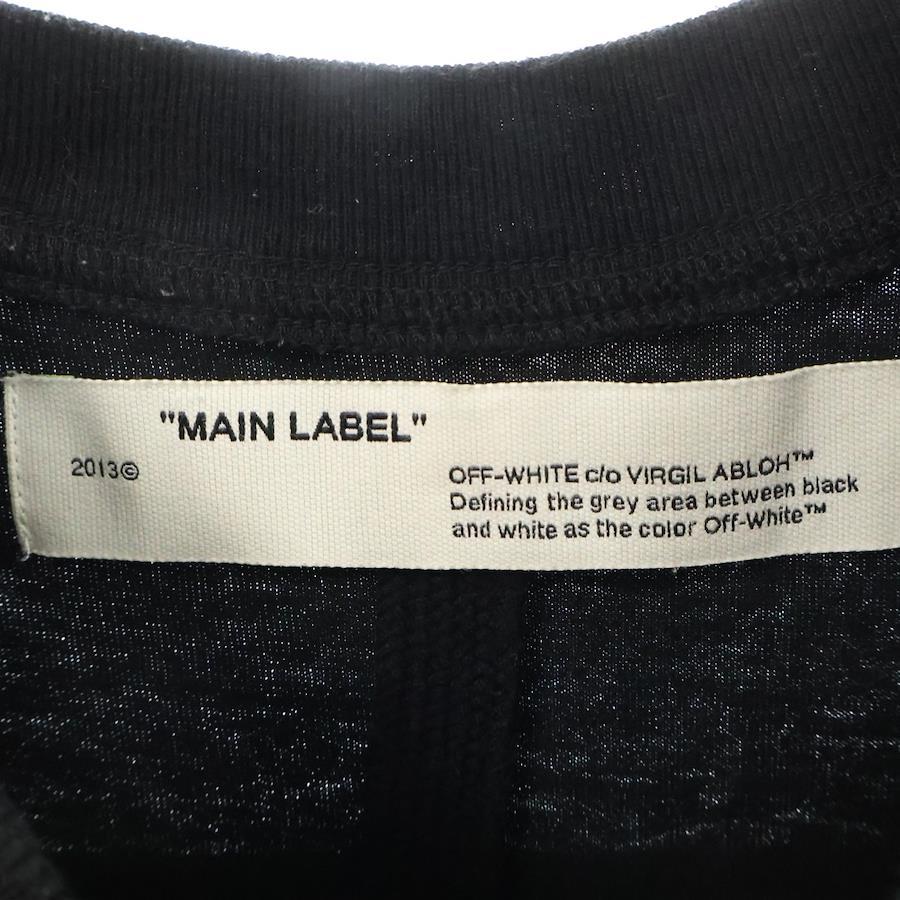 "MAIN LABEL"
2013©
OFF-WHITE c/o VIRGIL ABLOH™
Defining the grey area between black
and white as the color Off-White™